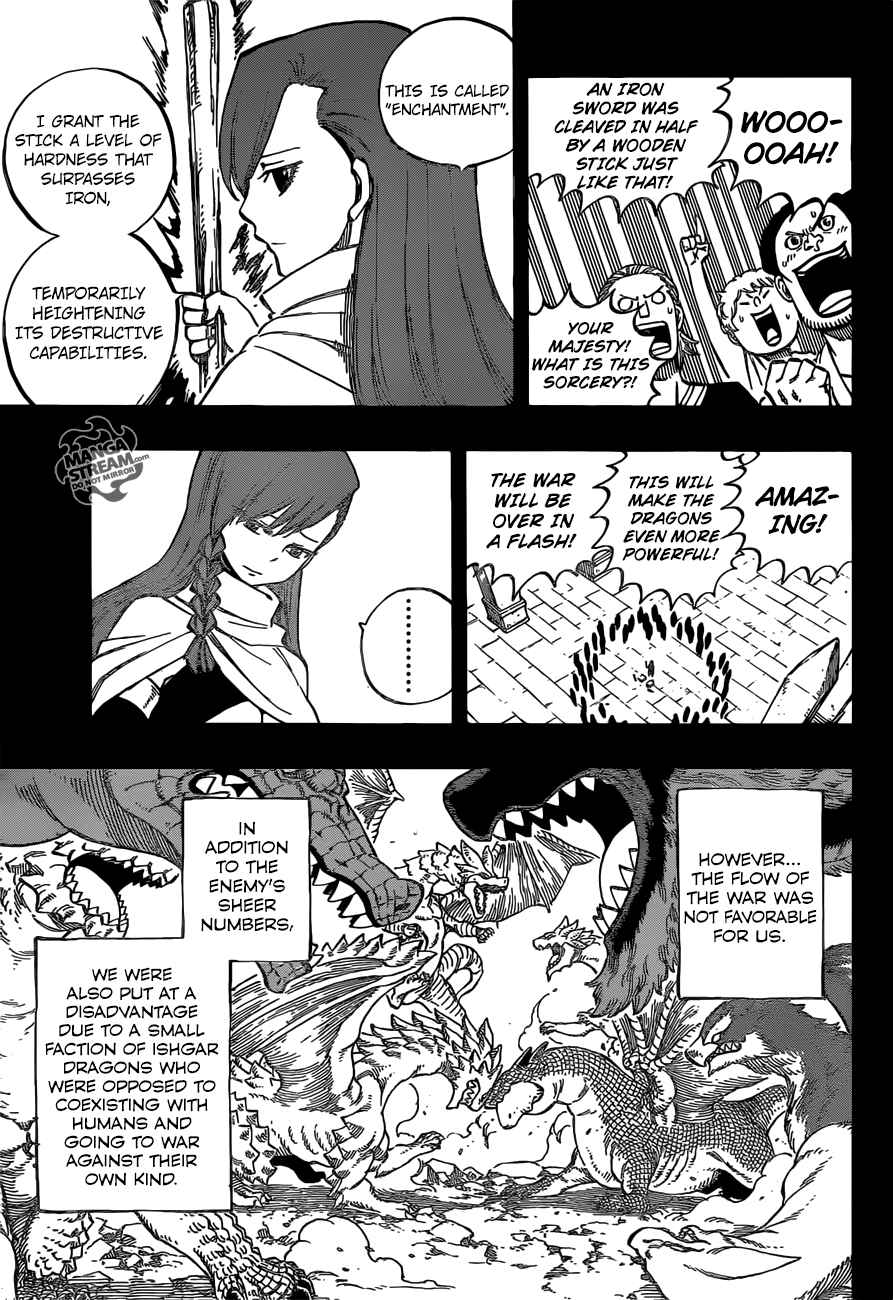 WOOO-
OOAH!
AN IRON
SWORD WAS
CLEAVED IN HALF
BY A WOODEN
STICK JUST
LIKE THAT!
YOUR
MAJESTY!
WHAT IS THIS
SORCERY?!
THIS IS CALLED
"ENCHANTMENT".
I GRANT THE
STICK A LEVEL OF
HARDNESS THAT
SURPASSES
IRON,
TEMPORARILY
HEIGHTENING
ITS DESTRUCTIVE
CAPABILITIES.
AMAZ-
ING!
THIS WILL
MAKE THE
DRAGONS
EVEN MORE
POWERFUL!
THE WAR
WILL BE
OVER IN
A FLASH!
.........
MANGA
STREAM.com
DO NOT MIRROR
HOWEVER...
THE FLOW OF
THE WAR WAS
NOT FAVORABLE
FOR US.
IN
ADDITION
TO THE
ENEMY'S
SHEER
NUMBERS,
WE WERE
ALSO PUT AT A
DISADVANTAGE
DUE TO A SMALL
FACTION OF ISHGAR
DRAGONS WHO
WERE OPPOSED TO
COEXISTING WITH
HUMANS AND
GOING TO WAR
AGAINST THEIR
OWN KIND.